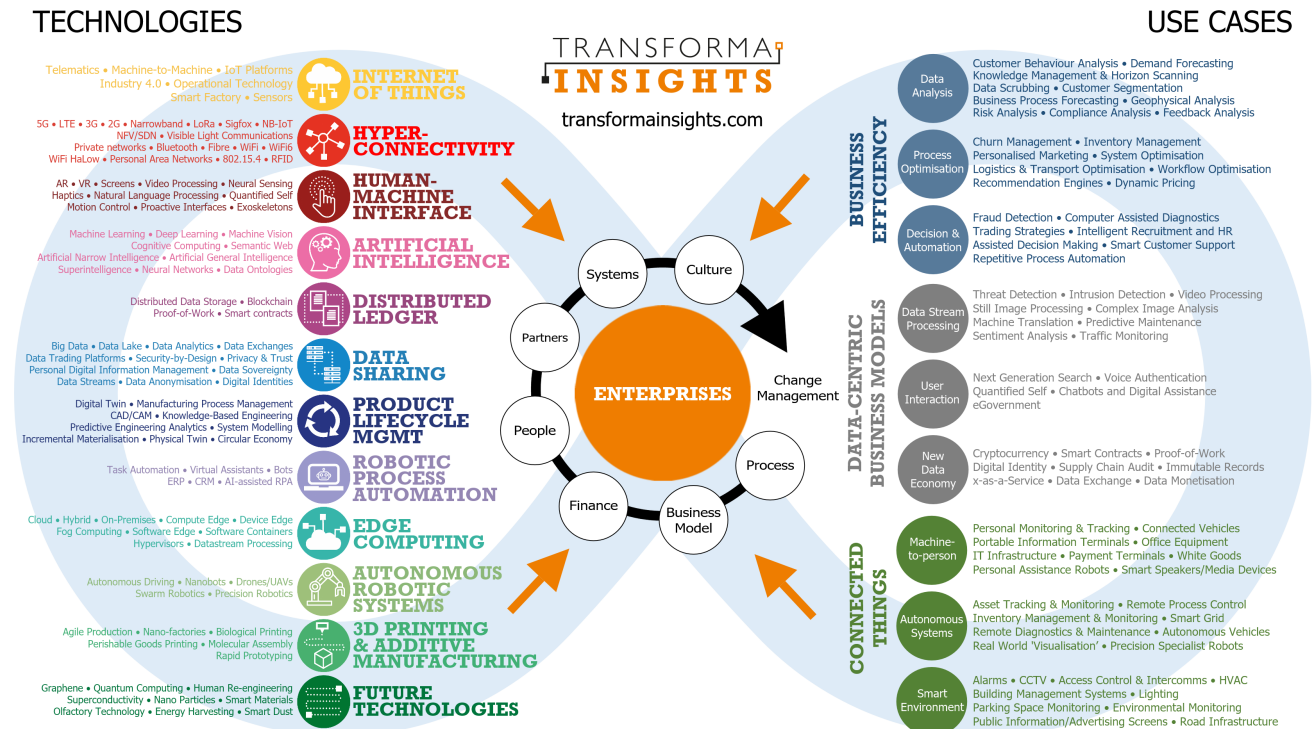 TECHNOLOGIES
Telematics • Machine-to-Machine • IoT Platforms
Industry 4.0 • Operational Technology
Smart Factory • Sensors
INTERNET
OF THINGS
5G • LTE • 3G • 2G • Narrowband • LoRa • Sigfox • NB-IoT
NFV/SDN • Visible Light Communications
Private networks • Bluetooth • Fibre • WiFi • WiFi6
WiFi HaLow • Personal Area Networks • 802.15.4 • RFID
HYPER-
CONNECTIVITY
AR • VR • Screens • Video Processing • Neural Sensing
Haptics • Natural Language Processing • Quantified Self
Motion Control • Proactive Interfaces • Exoskeletons
HUMAN-
MACHINE
INTERFACE
Machine Learning • Deep Learning • Machine Vision
Cognitive Computing • Semantic Web
Artificial Narrow Intelligence • Artificial General Intelligence
Superintelligence • Neural Networks • Data Ontologies
ARTIFICIAL
INTELLIGENCE
Distributed Data Storage • Blockchain
Proof-of-Work • Smart contracts
DISTRIBUTED
LEDGER
Big Data • Data Lake • Data Analytics • Data Exchanges
Data Trading Platforms • Security-by-Design • Privacy & Trust
Personal Digital Information Management • Data Sovereignty
Data Streams • Data Anonymisation • Digital Identities
DATA
SHARING
Digital Twin • Manufacturing Process Management
CAD/CAM • Knowledge-Based Engineering
Predictive Engineering Analytics • System Modelling
Incremental Materialisation • Physical Twin • Circular Economy
PRODUCT
LIFECYCLE
MGMT
Task Automation • Virtual Assistants • Bots
ERP • CRM • AI-assisted RPA
ROBOTIC
PROCESS
AUTOMATION
Cloud • Hybrid • On-Premises • Compute Edge • Device Edge
Fog Computing • Software Edge • Software Containers
Hypervisors • Datastream Processing
EDGE
COMPUTING
Autonomous Driving • Nanobots • Drones/UAVs
Swarm Robotics • Precision Robotics
AUTONOMOUS
ROBOTIC
SYSTEMS
Agile Production • Nano-factories • Biological Printing
Perishable Goods Printing • Molecular Assembly
Rapid Prototyping
3D PRINTING
& ADDITIVE
MANUFACTURING
Graphene • Quantum Computing • Human Re-engineering
Superconductivity • Nano Particles • Smart Materials
Olfactory Technology • Energy Harvesting • Smart Dust
FUTURE
TECHNOLOGIES
TRANSFORMA
INSIGHTS
transformainsights.com
Systems
Culture
Partners
People
Finance
Business
Model
Process
Change
Management
ENTERPRISES
USE CASES
BUSINESS
EFFICIENCY
Data
Analysis
Customer Behaviour Analysis • Demand Forecasting
Knowledge Management & Horizon Scanning
Data Scrubbing • Customer Segmentation
Business Process Forecasting • Geophysical Analysis
Risk Analysis • Compliance Analysis • Feedback Analysis
Process
Optimisation
Churn Management • Inventory Management
Personalised Marketing • System Optimisation
Logistics & Transport Optimisation • Workflow Optimisation
Recommendation Engines • Dynamic Pricing
Decision &
Automation
Fraud Detection • Computer Assisted Diagnostics
Trading Strategies • Intelligent Recruitment and HR
Assisted Decision Making • Smart Customer Support
Repetitive Process Automation
DATA-CENTRIC
BUSINESS MODELS
Data Stream
Processing
Threat Detection • Intrusion Detection • Video Processing
Still Image Processing • Complex Image Analysis
Machine Translation • Predictive Maintenance
Sentiment Analysis • Traffic Monitoring
User
Interaction
Next Generation Search • Voice Authentication
Quantified Self • Chatbots and Digital Assistance
eGovernment
New
Data
Economy
Cryptocurrency • Smart Contracts • Proof-of-Work
Digital Identity • Supply Chain Audit • Immutable Records
x-as-a-Service • Data Exchange • Data Monetisation
CONNECTED
THINGS
Machine-
to-person
Personal Monitoring & Tracking • Connected Vehicles
Portable Information Terminals • Office Equipment
IT Infrastructure • Payment Terminals • White Goods
Personal Assistance Robots • Smart Speakers/Media Devices
Autonomous
Systems
Asset Tracking & Monitoring • Remote Process Control
Inventory Management & Monitoring • Smart Grid
Remote Diagnostics & Maintenance • Autonomous Vehicles
Real World 'Visualisation' • Precision Specialist Robots
Smart
Environment
Alarms • CCTV • Access Control & Intercomms • HVAC
Building Management Systems • Lighting
Parking Space Monitoring • Environmental Monitoring
Public Information/Advertising Screens • Road Infrastructure